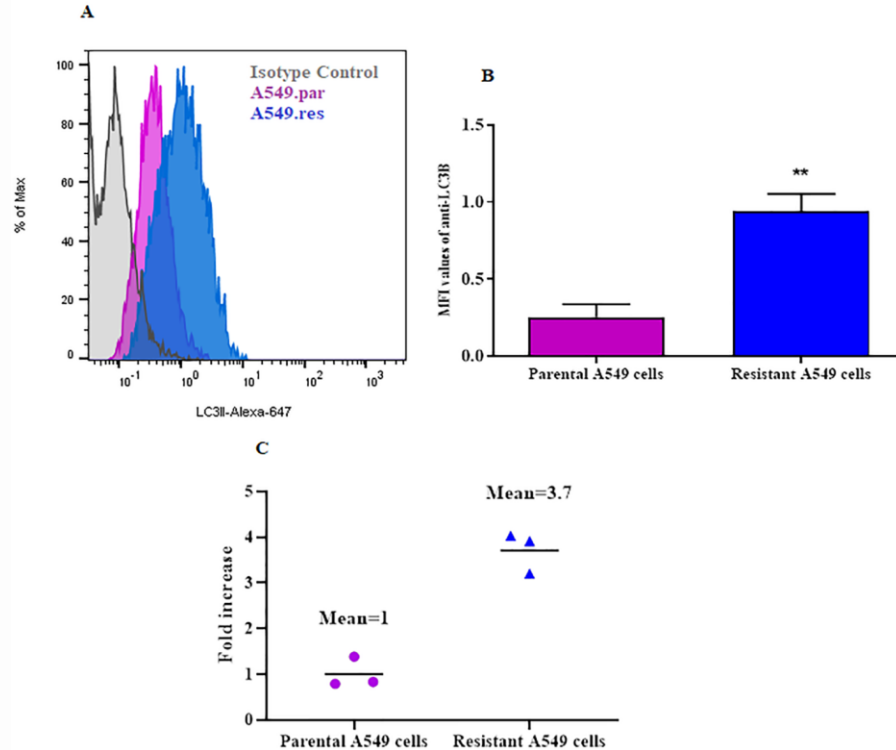 A
Isotype Control
A549.par
A549.res
100
80
60
40
20
0
% of Max
10-1
100
101
102
103
LC3II-Alexa-647
B
1.5
1.0
0.5
0.0
MFI values of anti-LC3B
**
Parental A549 cells
Resistant A549 cells
C
5
4
3
2
1
0
Fold increase
Mean=1
Mean=3.7
Parental A549 cells
Resistant A549 cells